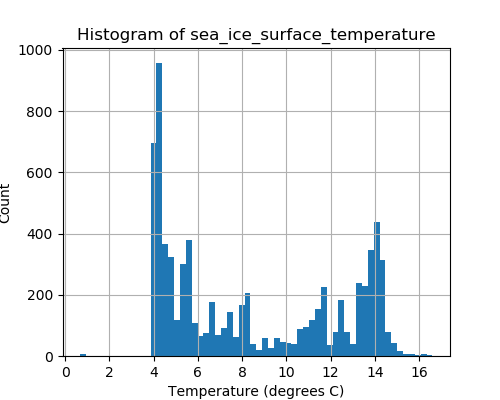 Histogram of sea_ice_surface_temperature
1000
800
600
400
200
0
Count
0 2 4 6 8 10 12 14 16
Temperature (degrees C)